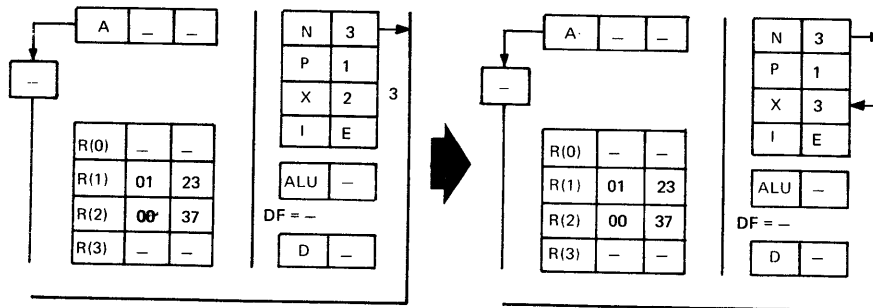 A — —
—
N 3
P 1
X 2
I E
3
R(0) — —
R(1) 01 23
R(2) 00 37
R(3) — —
ALU —
DF = —
D —
A — —
—
N 3
P 1
X 3
I E
R(0) — —
R(1) 01 23
R(2) 00 37
R(3) — —
ALU —
DF = —
D —